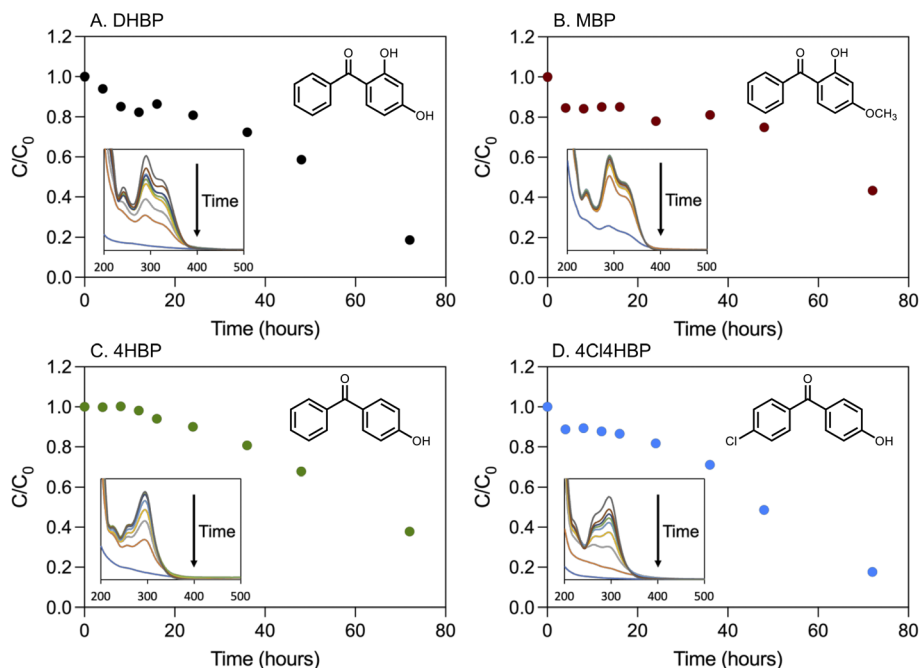 A. DHBP
1.2
1.0
0.8
0.6
0.4
0.2
0.0
C/C0
O
OH
OH
Time
200 300 400 500
0 20 40 60 80
Time (hours)
B. MBP
1.2
1.0
0.8
0.6
0.4
0.2
0.0
C/C0
O
OH
OCH3
Time
200 300 400 500
0 20 40 60 80
Time (hours)
C. 4HBP
1.2
1.0
0.8
0.6
0.4
0.2
0.0
C/C0
O
OH
Time
200 300 400 500
0 20 40 60 80
Time (hours)
D. 4Cl4HBP
1.2
1.0
0.8
0.6
0.4
0.2
0.0
C/C0
O
Cl
OH
Time
200 300 400 500
0 20 40 60 80
Time (hours)